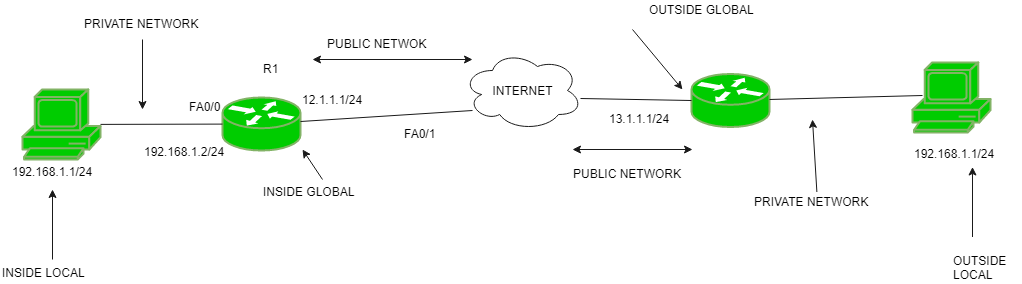 OUTSIDE GLOBAL
PRIVATE NETWORK
PUBLIC NETWOK
R1
INTERNET
FA0/0
12.1.1.1/24
13.1.1.1/24
FA0/1
192.168.1.2/24
192.168.1.1/24
192.168.1.1/24
PUBLIC NETWORK
INSIDE GLOBAL
PRIVATE NETWORK
INSIDE LOCAL
OUTSIDE
LOCAL